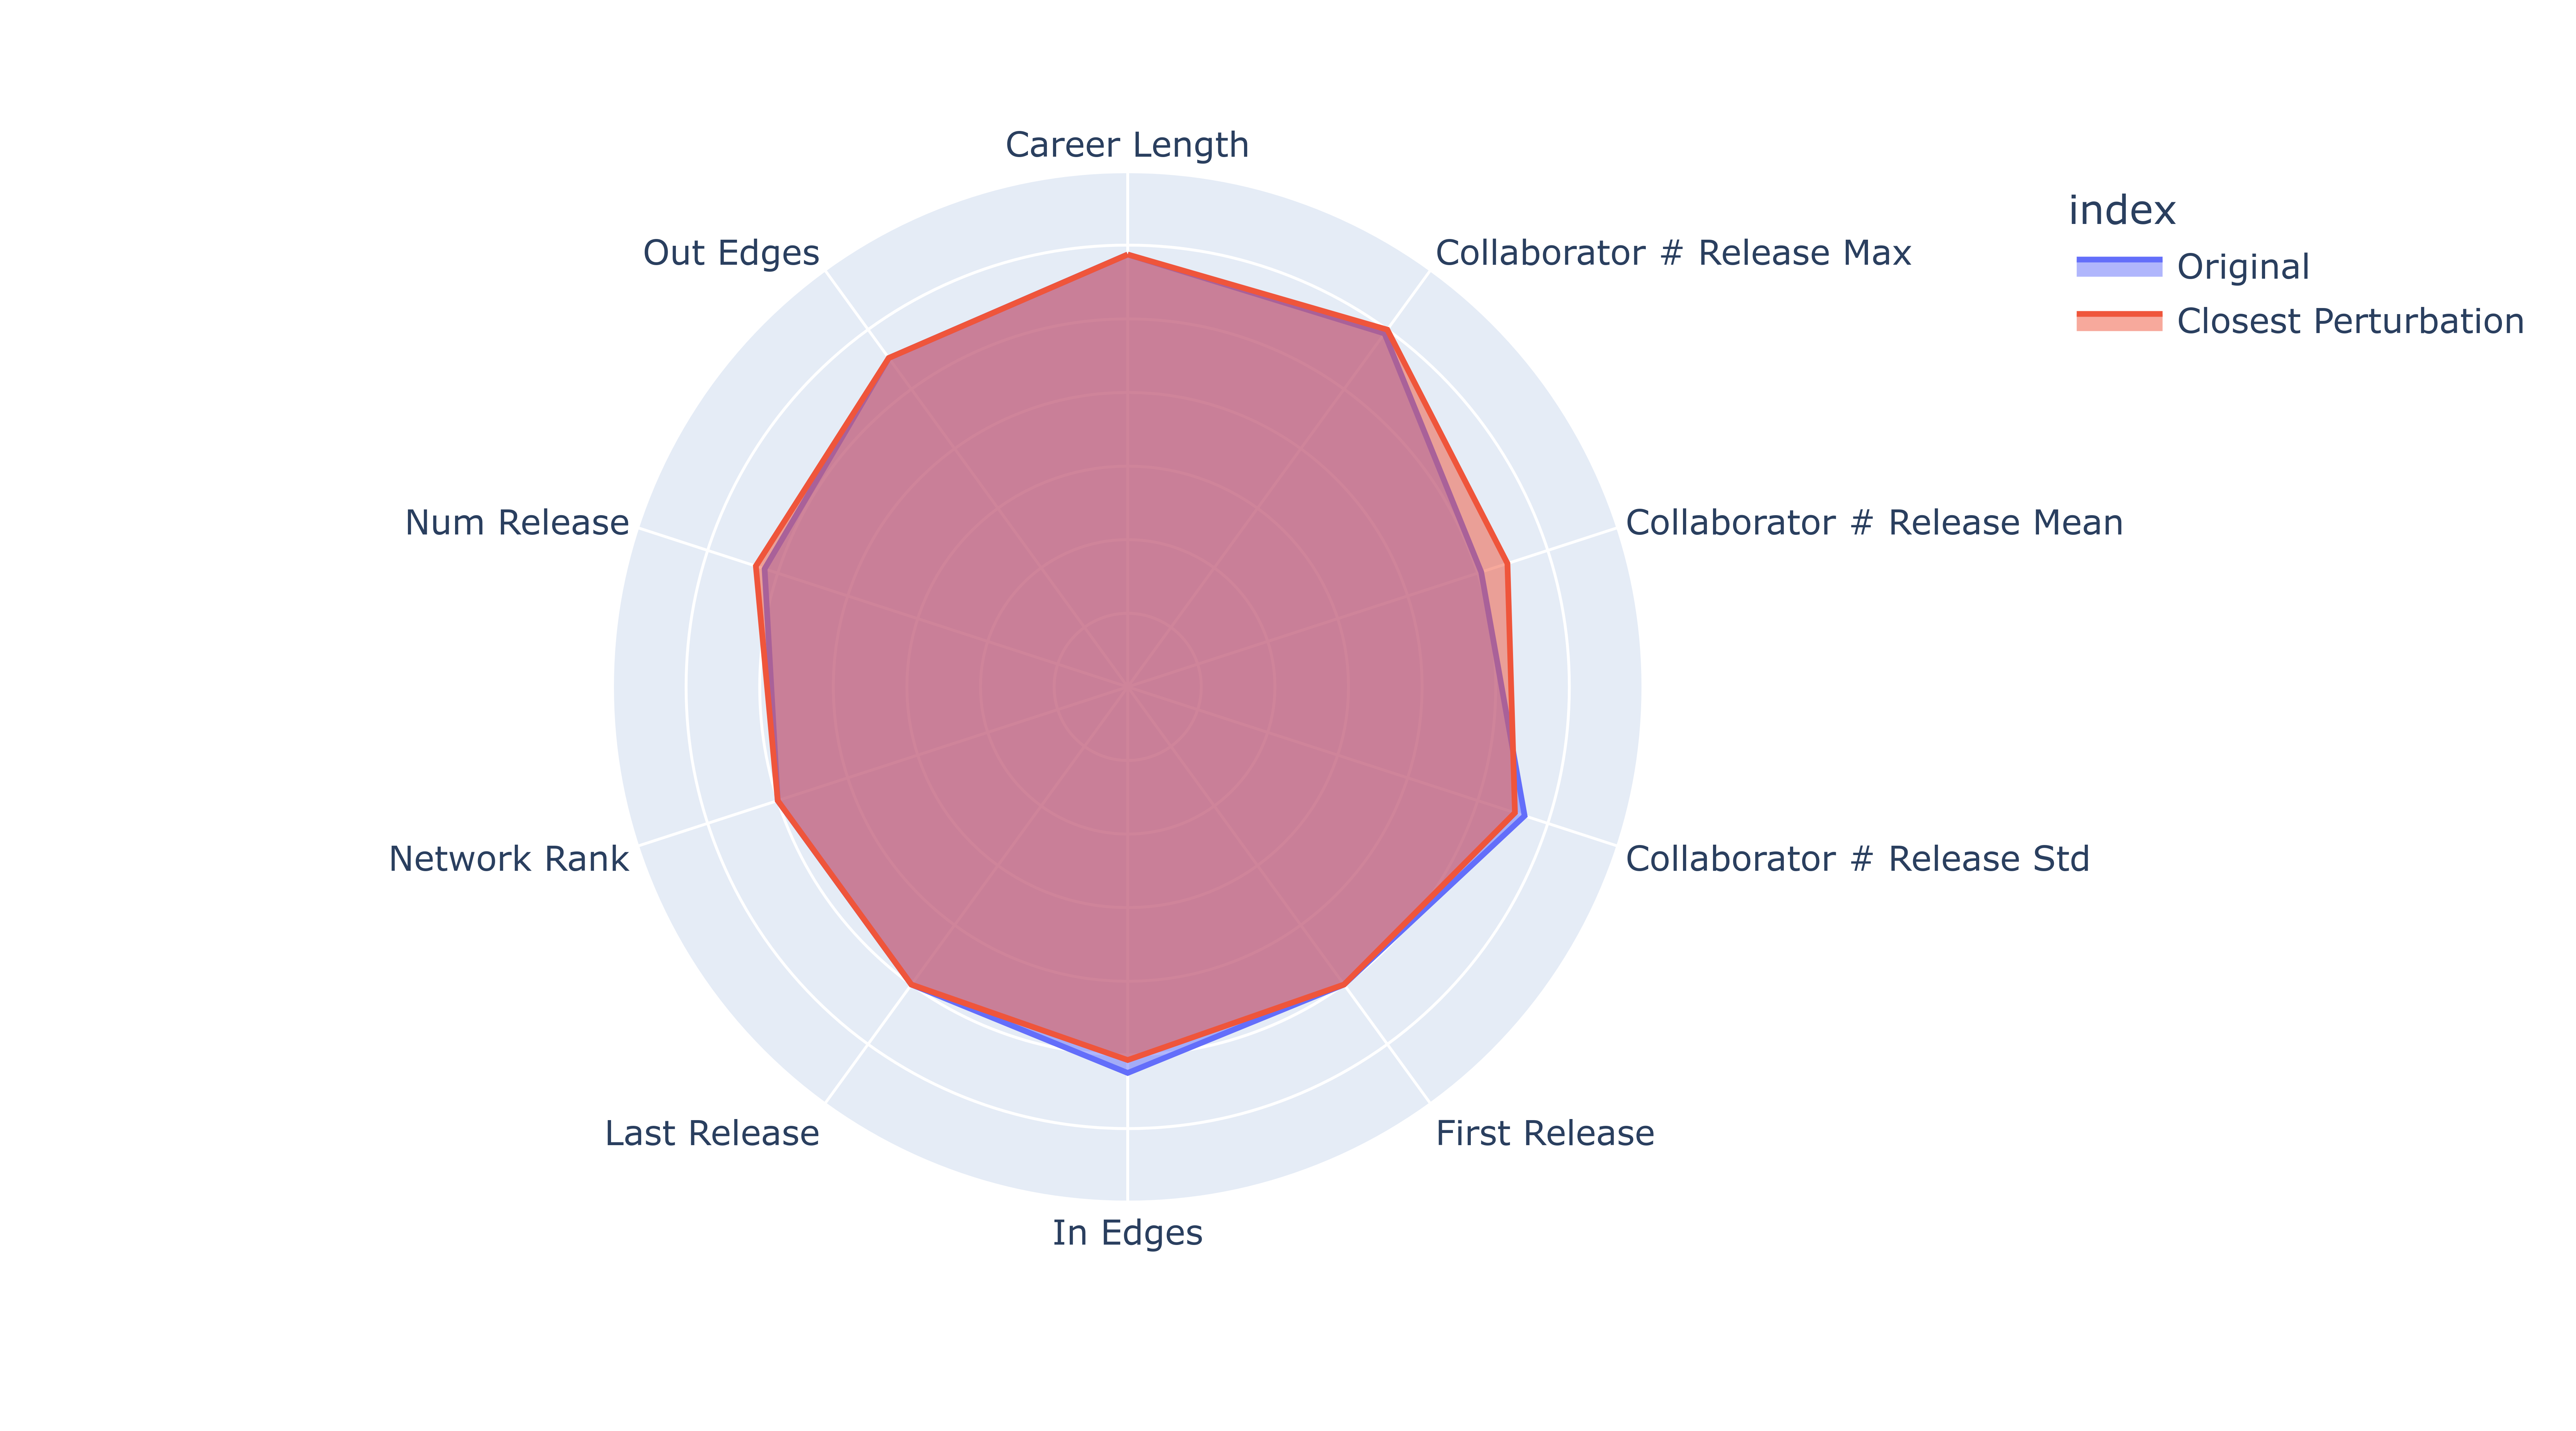 Career Length
Out Edges
Collaborator # Release Max
index
Original
Closest Perturbation
Num Release
Collaborator # Release Mean
Network Rank
Collaborator # Release Std
Last Release
First Release
In Edges